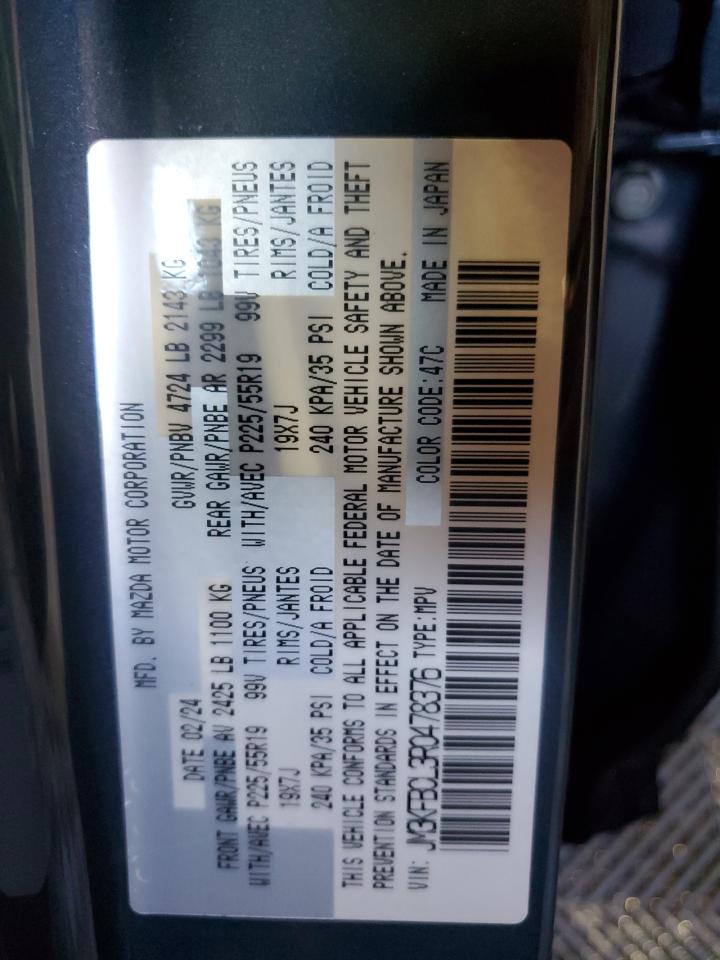 MFD. BY MAZDA MOTOR CORPORATION
DATE 02/24 GVWR/PNBV 4724 LB 2143 KG
FRONT GAWR/PNBE AV 2425 LB 1100 KG REAR GAWR/PNBE AR 2299 LB 1043 KG
WITH/AVEC P225/55R19 99V TIRES/PNEUS WITH/AVEC P225/55R19 99V TIRES/PNEUS
19X7J RIMS/JANTES 19X7J RIMS/JANTES
240 KPA/35 PSI COLD/A FROID 240 KPA/35 PSI COLD/A FROID
THIS VEHICLE CONFORMS TO ALL APPLICABLE FEDERAL MOTOR VEHICLE SAFETY AND THEFT
PREVENTION STANDARDS IN EFFECT ON THE DATE OF MANUFACTURE SHOWN ABOVE.
VIN: JM3KFBCL3R0478376 TYPE:MPV COLOR CODE:47C MADE IN JAPAN